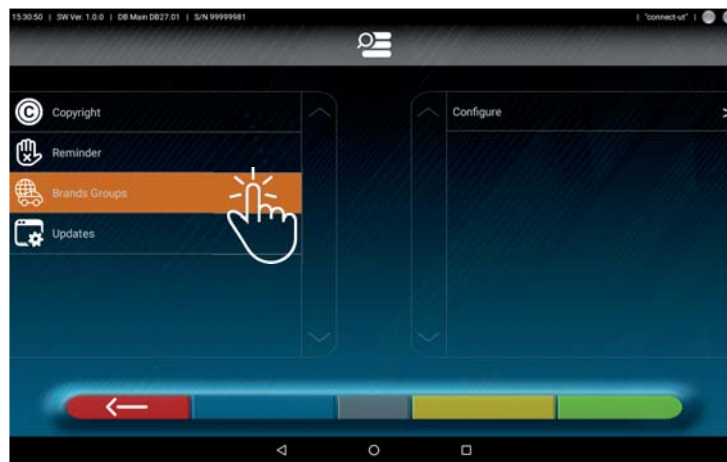 15:30:50 | SW Ver. 1.0.0 | DB Main DB27.01 | S/N 99999981 | "connect-ut" |
Copyright
Reminder
Brands Groups
Updates
Configure